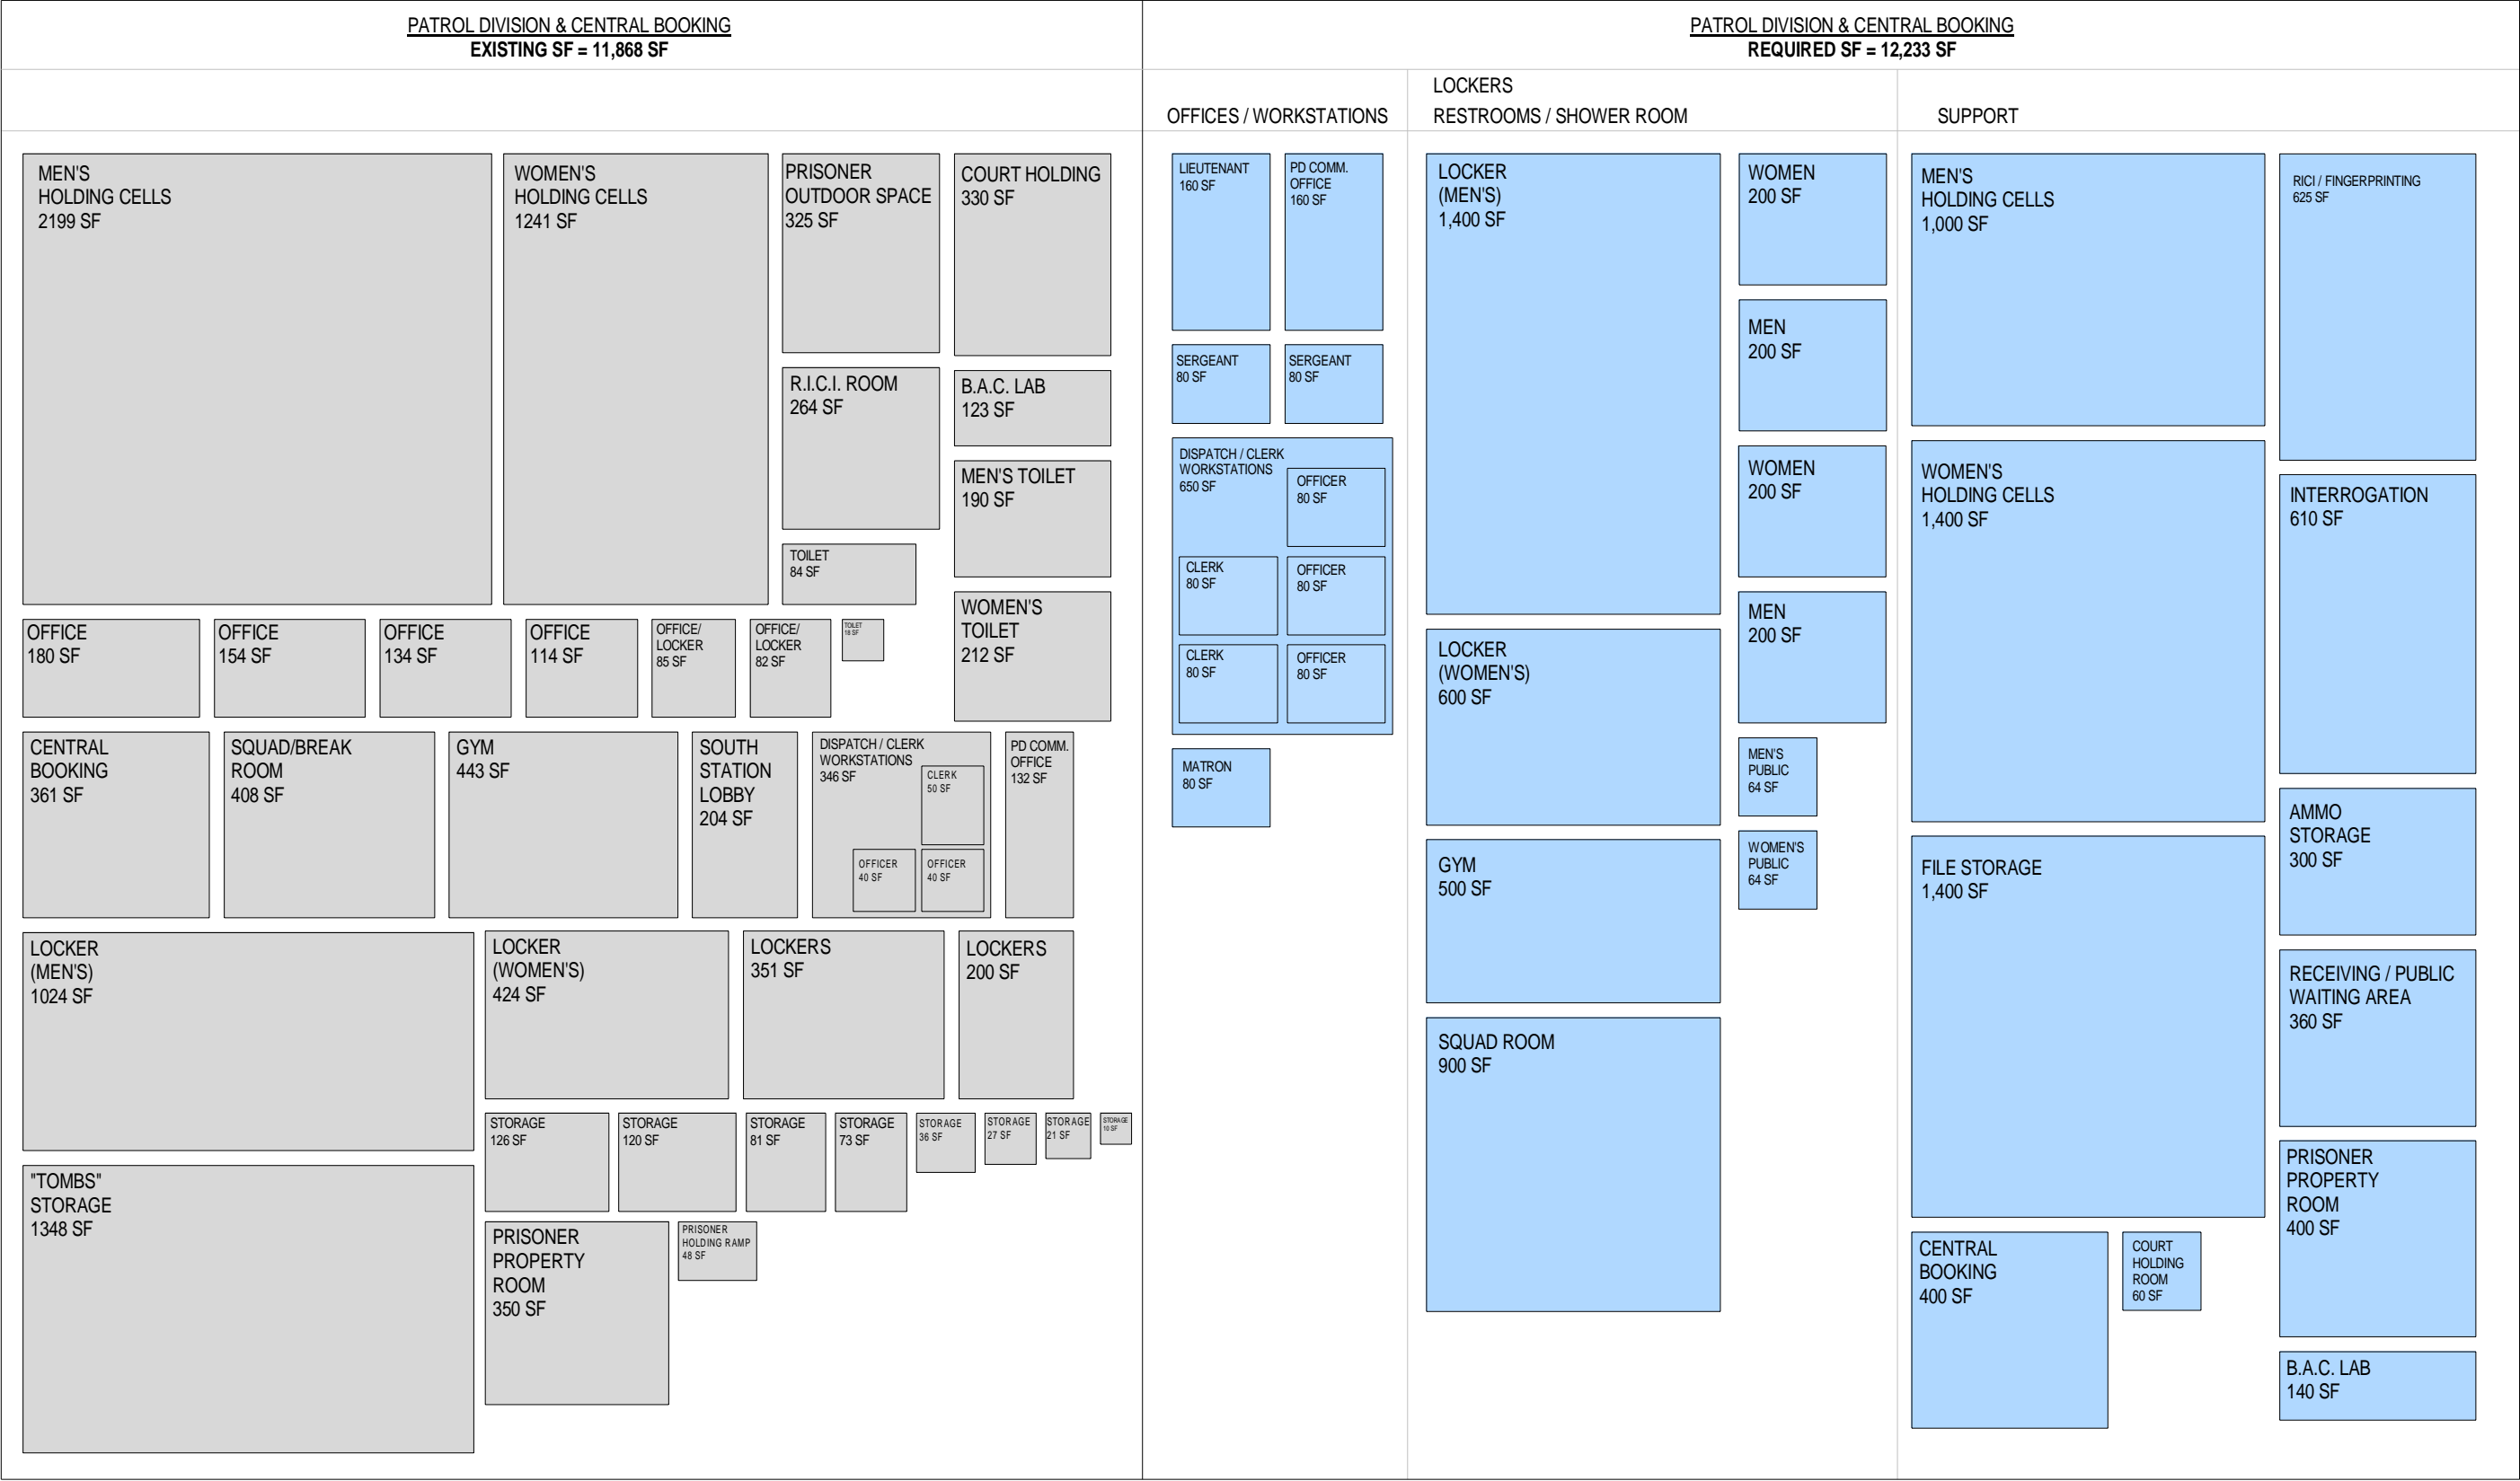 PATROL DIVISION & CENTRAL BOOKING
EXISTING SF = 11,868 SF
MEN'S
HOLDING CELLS
2199 SF
WOMEN'S
HOLDING CELLS
1241 SF
PRISONER
OUTDOOR SPACE
325 SF
COURT HOLDING
330 SF
R.I.C.I. ROOM
264 SF
B.A.C. LAB
123 SF
MEN'S TOILET
190 SF
TOILET
84 SF
WOMEN'S
TOILET
212 SF
OFFICE
180 SF
OFFICE
154 SF
OFFICE
134 SF
OFFICE
114 SF
OFFICE/
LOCKER
85 SF
OFFICE/
LOCKER
82 SF
TOILET
18 SF
CENTRAL
BOOKING
361 SF
SQUAD/BREAK
ROOM
408 SF
GYM
443 SF
SOUTH
STATION
LOBBY
204 SF
DISPATCH / CLERK
WORKSTATIONS
346 SF
CLERK
50 SF
OFFICER
40 SF
OFFICER
40 SF
PD COMM.
OFFICE
132 SF
LOCKER
(MEN'S)
1024 SF
LOCKER
(WOMEN'S)
424 SF
LOCKERS
351 SF
LOCKERS
200 SF
STORAGE
126 SF
STORAGE
120 SF
STORAGE
81 SF
STORAGE
73 SF
STORAGE
36 SF
STORAGE
27 SF
STORAGE
21 SF
STORAGE
10 SF
"TOMBS"
STORAGE
1348 SF
PRISONER
PROPERTY
ROOM
350 SF
PRISONER
HOLDING RAMP
48 SF
PATROL DIVISION & CENTRAL BOOKING
REQUIRED SF = 12,233 SF
OFFICES / WORKSTATIONS
LIEUTENANT
160 SF
PD COMM.
OFFICE
160 SF
SERGEANT
80 SF
SERGEANT
80 SF
DISPATCH / CLERK
WORKSTATIONS
650 SF
OFFICER
80 SF
CLERK
80 SF
OFFICER
80 SF
CLERK
80 SF
OFFICER
80 SF
MATRON
80 SF
LOCKERS
RESTROOMS / SHOWER ROOM
LOCKER
(MEN'S)
1,400 SF
WOMEN
200 SF
MEN
200 SF
WOMEN
200 SF
MEN
200 SF
LOCKER
(WOMEN'S)
600 SF
MEN'S
PUBLIC
64 SF
WOMEN'S
PUBLIC
64 SF
GYM
500 SF
SQUAD ROOM
900 SF
SUPPORT
MEN'S
HOLDING CELLS
1,000 SF
RICI / FINGERPRINTING
625 SF
WOMEN'S
HOLDING CELLS
1,400 SF
INTERROGATION
610 SF
AMMO
STORAGE
300 SF
FILE STORAGE
1,400 SF
RECEIVING / PUBLIC
WAITING AREA
360 SF
PRISONER
PROPERTY
ROOM
400 SF
CENTRAL
BOOKING
400 SF
COURT
HOLDING
ROOM
60 SF
B.A.C. LAB
140 SF